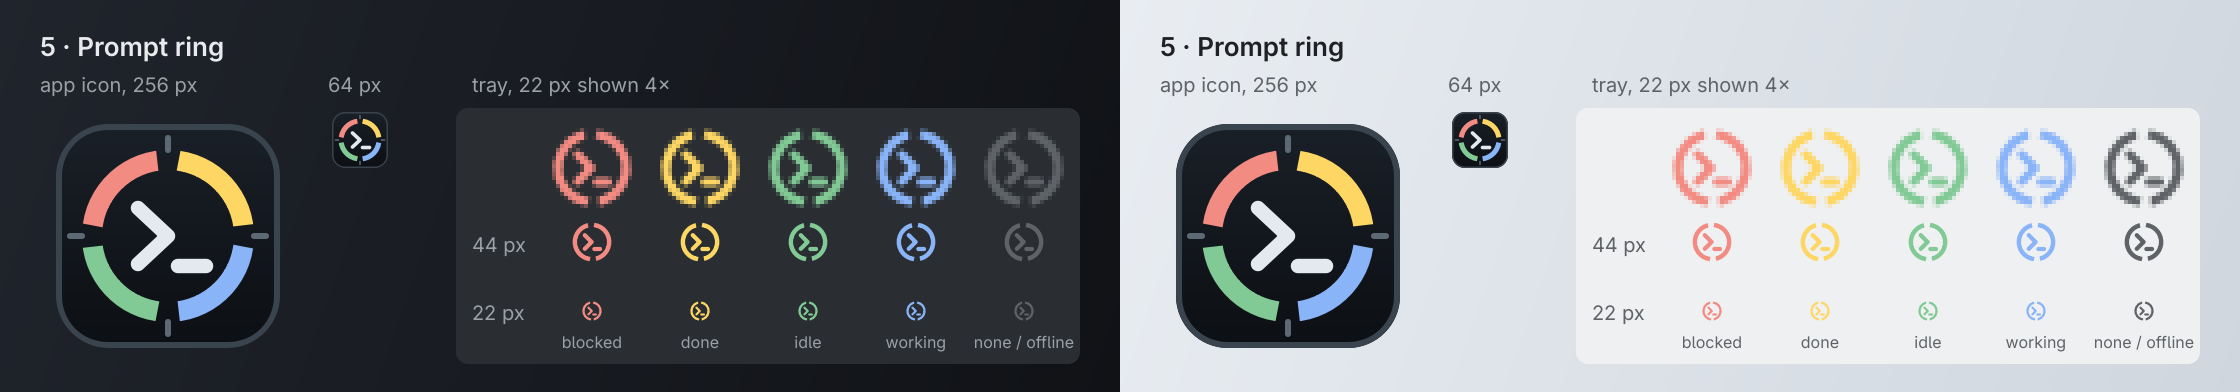 5 · Prompt ring
app icon, 256 px
64 px
tray, 22 px shown 4×
44 px
22 px
blocked
done
idle
working
none / offline
5 · Prompt ring
app icon, 256 px
64 px
tray, 22 px shown 4×
44 px
22 px
blocked
done
idle
working
none / offline